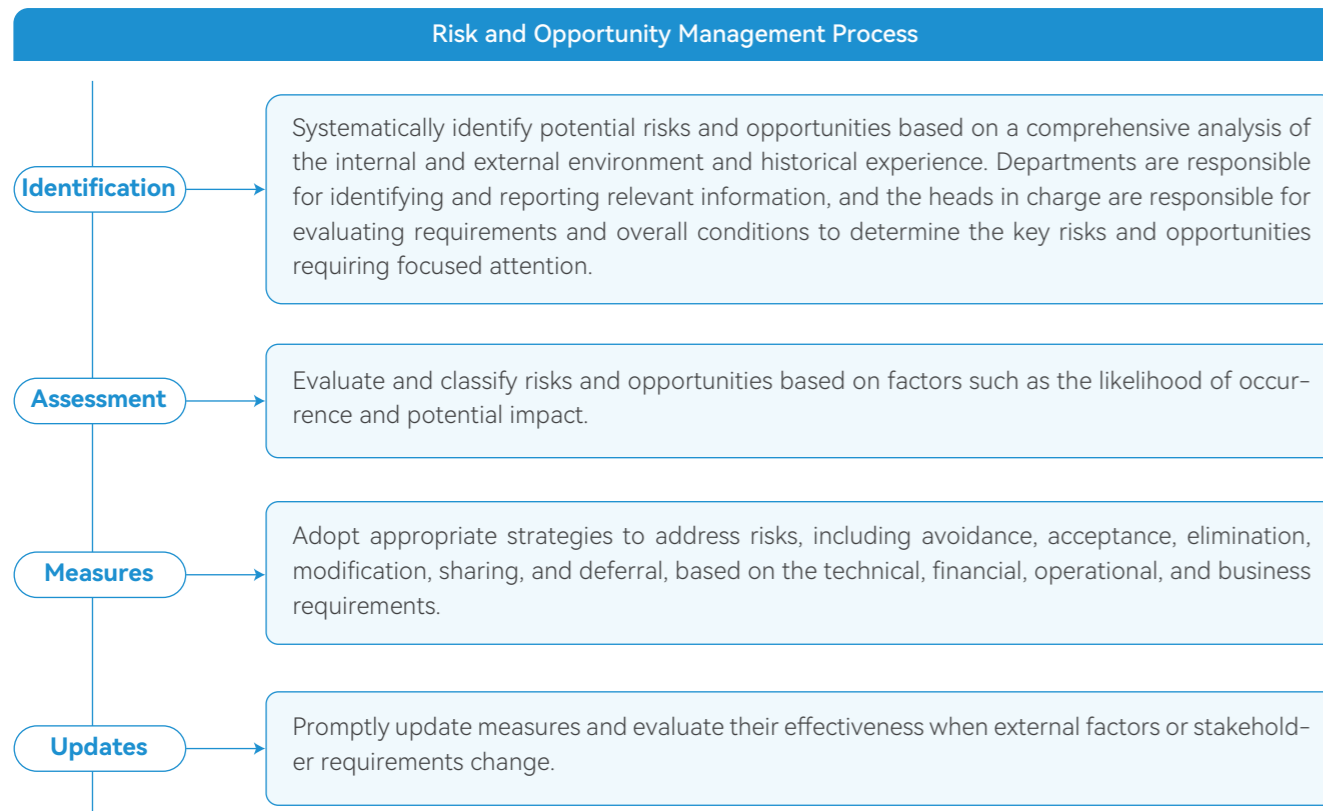 Risk and Opportunity Management Process
Identification
Systematically identify potential risks and opportunities based on a comprehensive analysis of
the internal and external environment and historical experience. Departments are responsible
for identifying and reporting relevant information, and the heads in charge are responsible for
evaluating requirements and overall conditions to determine the key risks and opportunities
requiring focused attention.
Assessment
Evaluate and classify risks and opportunities based on factors such as the likelihood of occur-
rence and potential impact.
Measures
Adopt appropriate strategies to address risks, including avoidance, acceptance, elimination,
modification, sharing, and deferral, based on the technical, financial, operational, and business
requirements.
Updates
Promptly update measures and evaluate their effectiveness when external factors or stakehold-
er requirements change.